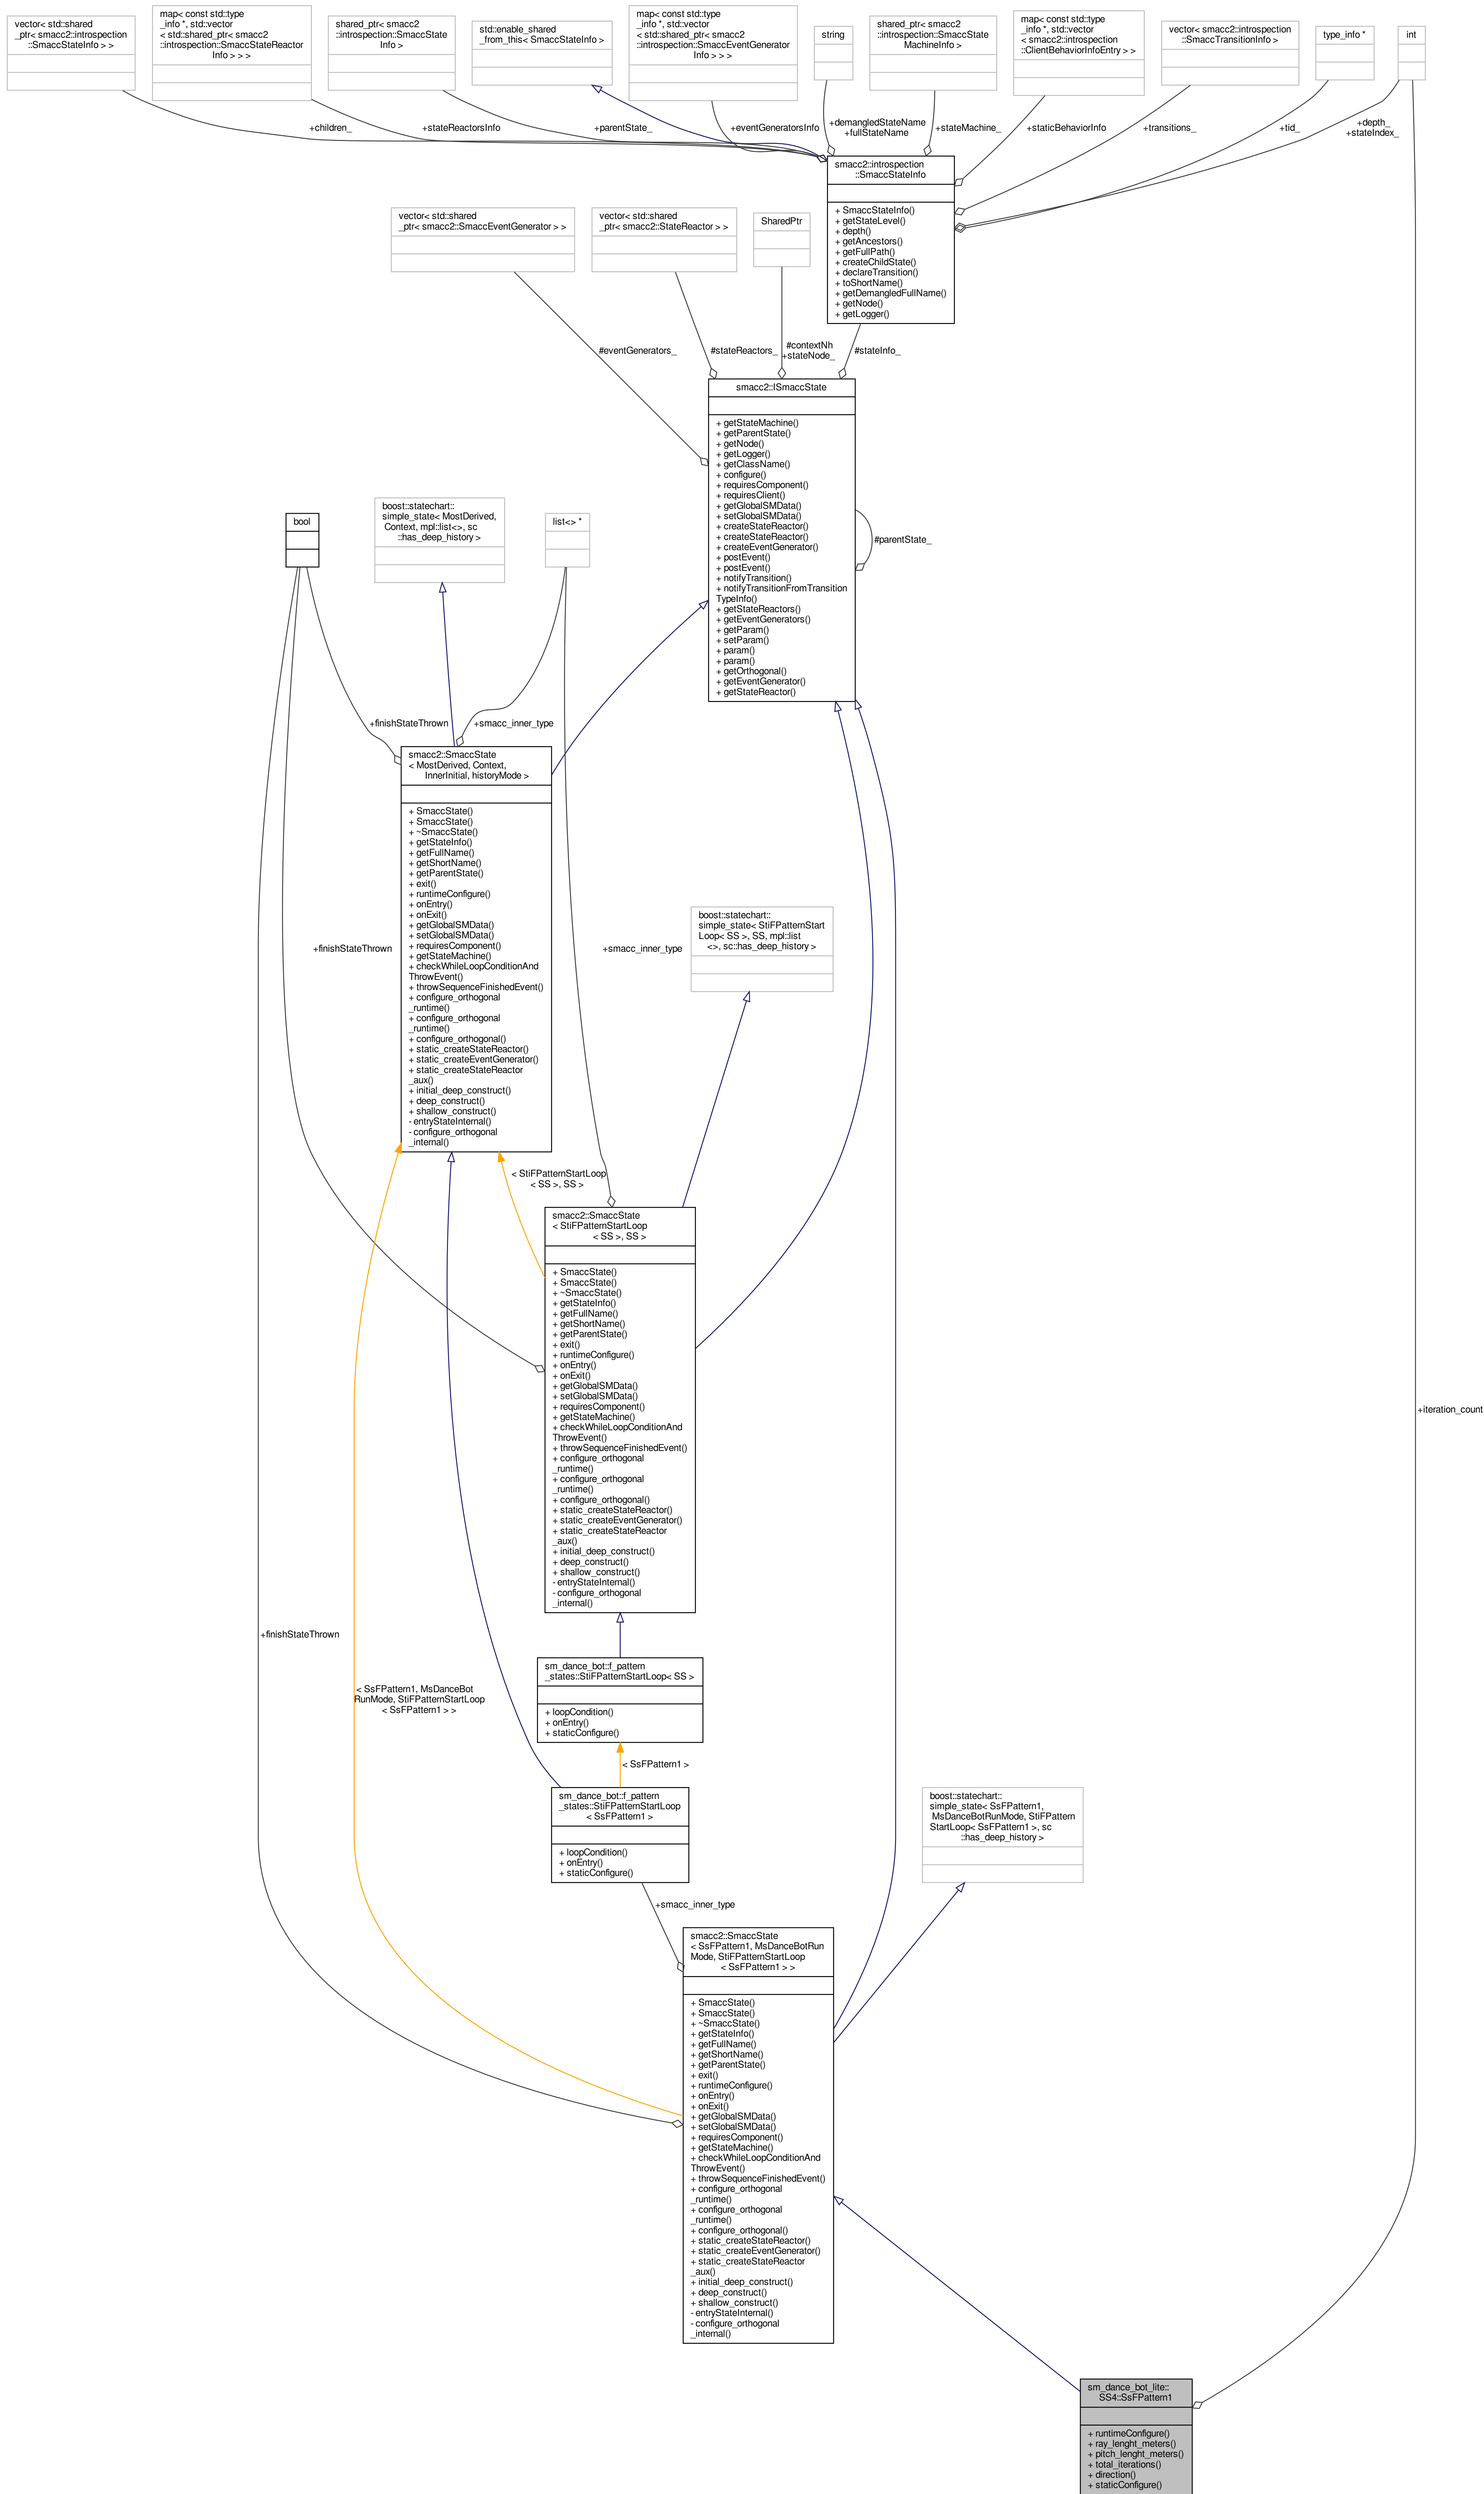 vector< std::shared
_ptr< smacc2::introspection
::SmaccStateInfo > >
map< const std::type
_info *, std::vector
< std::shared_ptr< smacc2
::introspection::SmaccStateReactor
Info > > >
shared_ptr< smacc2
::introspection::SmaccState
Info >
std::enable_shared
_from_this< SmaccStateInfo >
map< const std::type
_info *, std::vector
< std::shared_ptr< smacc2
::introspection::SmaccEventGenerator
Info > > >
string
shared_ptr< smacc2
::introspection::SmaccState
MachineInfo >
map< const std::type
_info *, std::vector
< smacc2::introspection
::ClientBehaviorInfoEntry > >
vector< smacc2::introspection
::SmaccTransitionInfo >
type_info *
int
+children_
+stateReactorsInfo
+parentState_
+eventGeneratorsInfo
+demangledStateName
+fullStateName
+stateMachine_
+staticBehaviorInfo
+transitions_
+tid_
+depth_
+stateIndex_
smacc2::introspection
::SmaccStateInfo
+ SmaccStateInfo()
+ getStateLevel()
+ depth()
+ getAncestors()
+ getFullPath()
+ createChildState()
+ declareTransition()
+ toShortName()
+ getDemangledFullName()
+ getNode()
+ getLogger()
vector< std::shared
_ptr< smacc2::SmaccEventGenerator > >
vector< std::shared
_ptr< smacc2::StateReactor > >
SharedPtr
#eventGenerators_
#stateReactors_
#contextNh
+stateNode_
#stateInfo_
smacc2::ISmaccState
+ getStateMachine()
+ getParentState()
+ getNode()
+ getLogger()
+ getClassName()
+ configure()
+ requiresComponent()
+ requiresClient()
+ getGlobalSMData()
+ setGlobalSMData()
+ createStateReactor()
+ createStateReactor()
+ createEventGenerator()
+ postEvent()
+ postEvent()
+ notifyTransition()
+ notifyTransitionFromTransition
TypeInfo()
+ getStateReactors()
+ getEventGenerators()
+ getParam()
+ setParam()
+ param()
+ param()
+ getOrthogonal()
+ getEventGenerator()
+ getStateReactor()
#parentState_
bool
boost::statechart::
simple_state< MostDerived,
Context, mpl::list<>, sc
::has_deep_history >
list<> *
+finishStateThrown
+smacc_inner_type
smacc2::SmaccState
< MostDerived, Context,
InnerInitial, historyMode >
+ SmaccState()
+ SmaccState()
+ ~SmaccState()
+ getStateInfo()
+ getFullName()
+ getShortName()
+ getParentState()
+ exit()
+ runtimeConfigure()
+ onEntry()
+ onExit()
+ getGlobalSMData()
+ setGlobalSMData()
+ requiresComponent()
+ getStateMachine()
+ checkWhileLoopConditionAnd
ThrowEvent()
+ throwSequenceFinishedEvent()
+ configure_orthogonal
_runtime()
+ configure_orthogonal
_runtime()
+ configure_orthogonal()
+ static_createStateReactor()
+ static_createEventGenerator()
+ static_createStateReactor
_aux()
+ initial_deep_construct()
+ deep_construct()
+ shallow_construct()
- entryStateInternal()
- configure_orthogonal
_internal()
+finishStateThrown
+smacc_inner_type
boost::statechart::
simple_state< StiFPatternStart
Loop< SS >, SS, mpl::list
<>, sc::has_deep_history >
< StiFPatternStartLoop
< SS >, SS >
smacc2::SmaccState
< StiFPatternStartLoop
< SS >, SS >
+ SmaccState()
+ SmaccState()
+ ~SmaccState()
+ getStateInfo()
+ getFullName()
+ getShortName()
+ getParentState()
+ exit()
+ runtimeConfigure()
+ onEntry()
+ onExit()
+ getGlobalSMData()
+ setGlobalSMData()
+ requiresComponent()
+ getStateMachine()
+ checkWhileLoopConditionAnd
ThrowEvent()
+ throwSequenceFinishedEvent()
+ configure_orthogonal
_runtime()
+ configure_orthogonal
_runtime()
+ configure_orthogonal()
+ static_createStateReactor()
+ static_createEventGenerator()
+ static_createStateReactor
_aux()
+ initial_deep_construct()
+ deep_construct()
+ shallow_construct()
- entryStateInternal()
- configure_orthogonal
_internal()
+iteration_count
+finishStateThrown
sm_dance_bot::f_pattern
_states::StiFPatternStartLoop< SS >
+ loopCondition()
+ onEntry()
+ staticConfigure()
< SsFPattern1, MsDanceBot
RunMode, StiFPatternStartLoop
< SsFPattern1 > >
< SsFPattern1 >
sm_dance_bot::f_pattern
_states::StiFPatternStartLoop
< SsFPattern1 >
+ loopCondition()
+ onEntry()
+ staticConfigure()
boost::statechart::
simple_state< SsFPattern1,
MsDanceBotRunMode, StiFPattern
StartLoop< SsFPattern1 >, sc
::has_deep_history >
+smacc_inner_type
smacc2::SmaccState
< SsFPattern1, MsDanceBotRun
Mode, StiFPatternStartLoop
< SsFPattern1 > >
+ SmaccState()
+ SmaccState()
+ ~SmaccState()
+ getStateInfo()
+ getFullName()
+ getShortName()
+ getParentState()
+ exit()
+ runtimeConfigure()
+ onEntry()
+ onExit()
+ getGlobalSMData()
+ setGlobalSMData()
+ requiresComponent()
+ getStateMachine()
+ checkWhileLoopConditionAnd
ThrowEvent()
+ throwSequenceFinishedEvent()
+ configure_orthogonal
_runtime()
+ configure_orthogonal
_runtime()
+ configure_orthogonal()
+ static_createStateReactor()
+ static_createEventGenerator()
+ static_createStateReactor
_aux()
+ initial_deep_construct()
+ deep_construct()
+ shallow_construct()
- entryStateInternal()
- configure_orthogonal
_internal()
sm_dance_bot_lite::
SS4::SsFPattern1
+ runtimeConfigure()
+ ray_lenght_meters()
+ pitch_lenght_meters()
+ total_iterations()
+ direction()
+ staticConfigure()